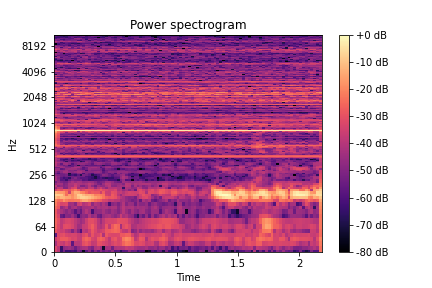 Power spectrogram
Hz
8192
4096
2048
1024
512
256
128
64
0
0
0.5
1
1.5
2
Time
+0 dB
-10 dB
-20 dB
-30 dB
-40 dB
-50 dB
-60 dB
-70 dB
-80 dB